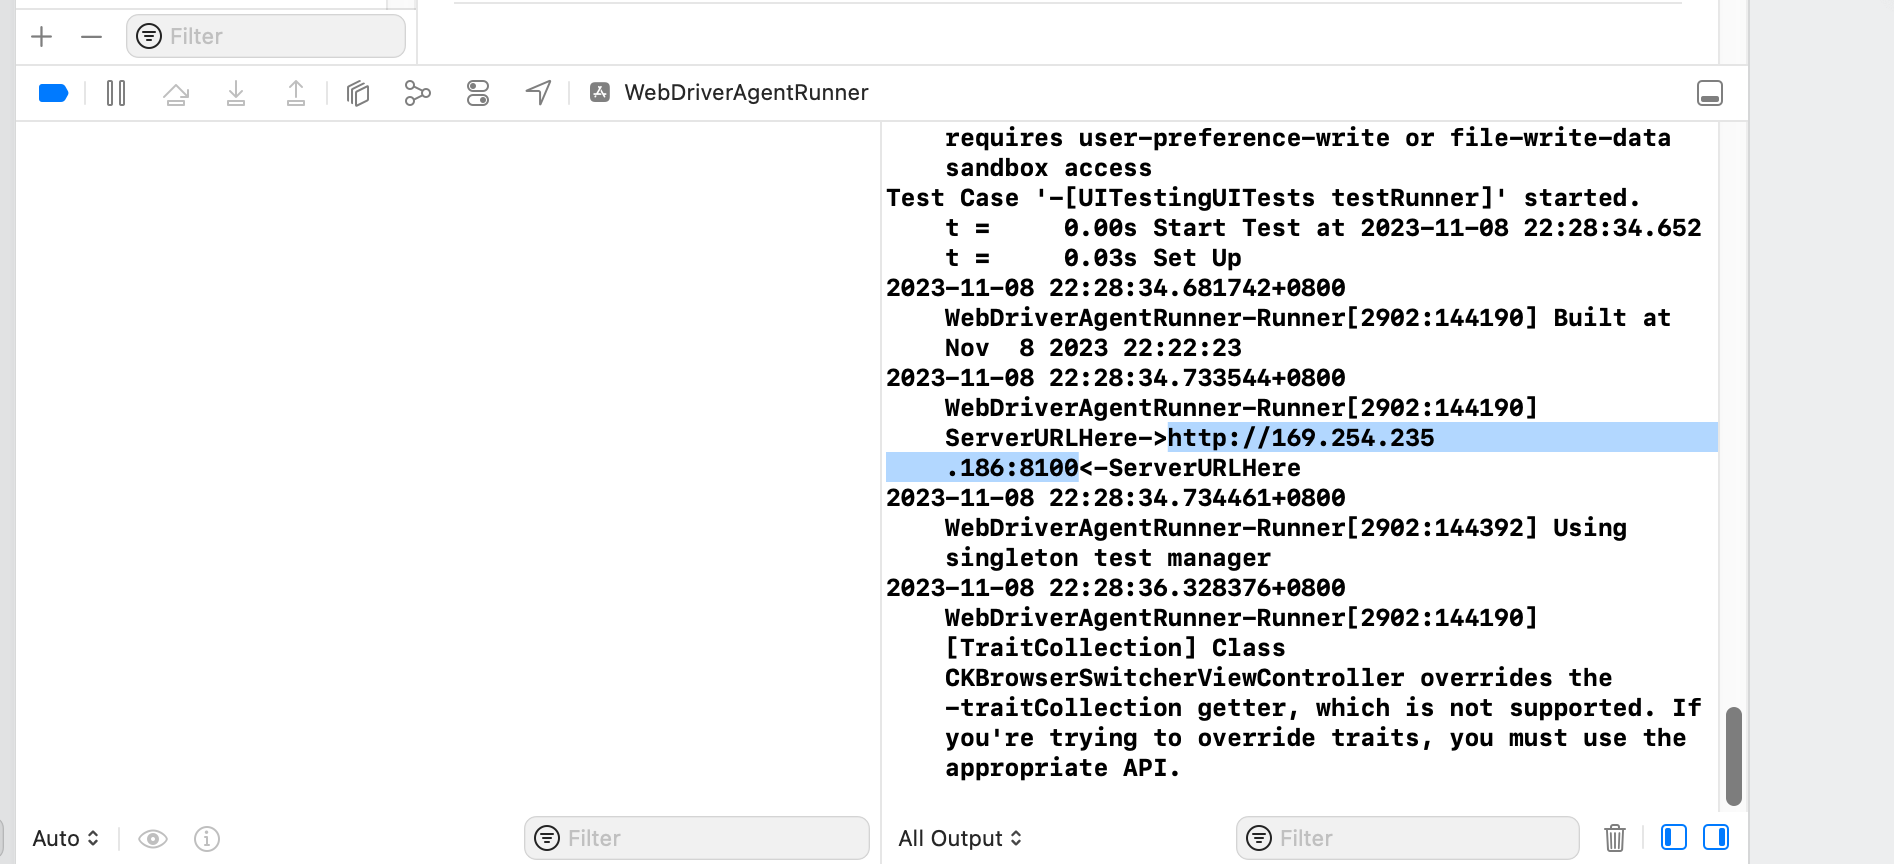 Filter
WebDriverAgentRunner
requires user-preference-write or file-write-data
sandbox access
Test Case '-[UITestingUITests testRunner]' started.
t =     0.00s Start Test at 2023-11-08 22:28:34.652
t =     0.03s Set Up
2023-11-08 22:28:34.681742+0800
WebDriverAgentRunner-Runner[2902:144190] Built at
Nov  8 2023 22:22:23
2023-11-08 22:28:34.733544+0800
WebDriverAgentRunner-Runner[2902:144190]
ServerURLHere->http://169.254.235
.186:8100<-ServerURLHere
2023-11-08 22:28:34.734461+0800
WebDriverAgentRunner-Runner[2902:144392] Using
singleton test manager
2023-11-08 22:28:36.328376+0800
WebDriverAgentRunner-Runner[2902:144190]
[TraitCollection] Class
CKBrowserSwitcherViewController overrides the
-traitCollection getter, which is not supported. If
you're trying to override traits, you must use the
appropriate API.
Auto
Filter
All Output
Filter